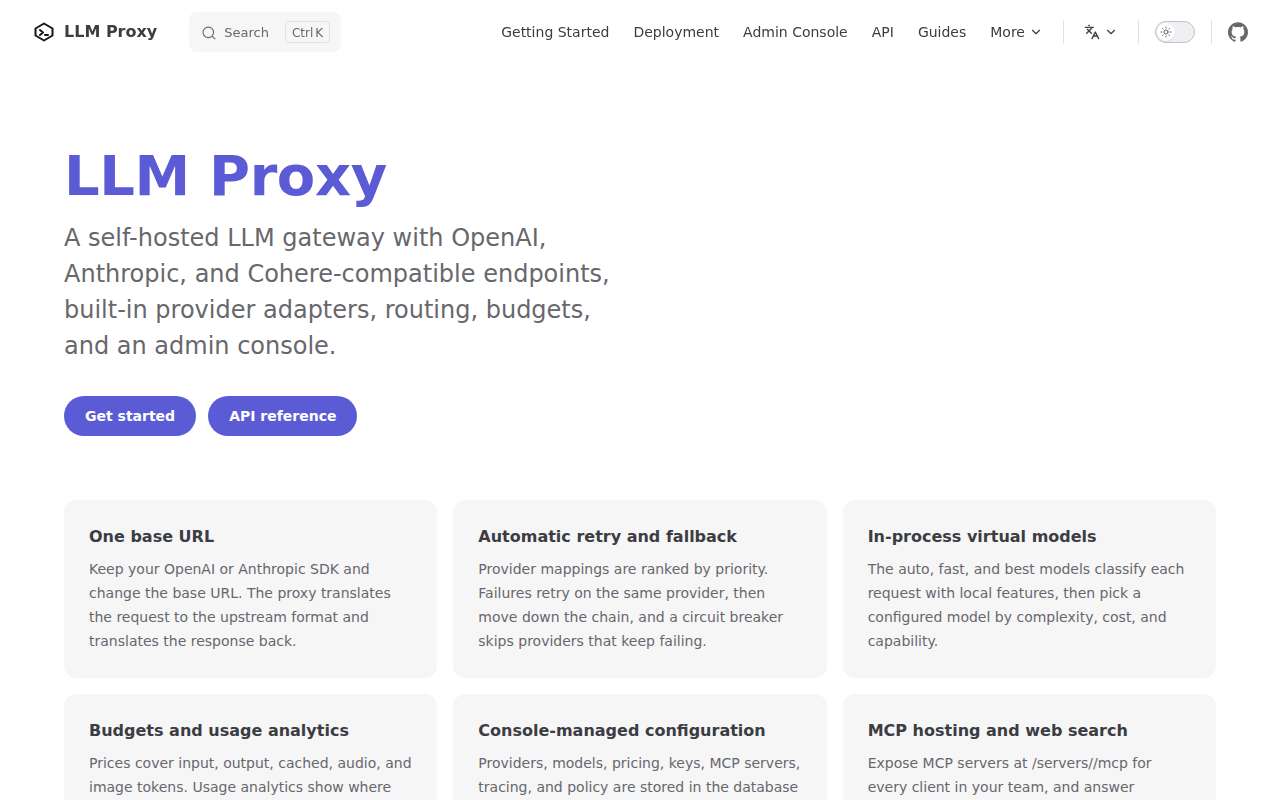 LLM Proxy
Search Ctrl K
Getting Started Deployment Admin Console API Guides More
LLM Proxy
A self-hosted LLM gateway with OpenAI,
Anthropic, and Cohere-compatible endpoints,
built-in provider adapters, routing, budgets,
and an admin console.
Get started
API reference
One base URL
Keep your OpenAI or Anthropic SDK and
change the base URL. The proxy translates
the request to the upstream format and
translates the response back.
Automatic retry and fallback
Provider mappings are ranked by priority.
Failures retry on the same provider, then
move down the chain, and a circuit breaker
skips providers that keep failing.
In-process virtual models
The auto, fast, and best models classify each
request with local features, then pick a
configured model by complexity, cost, and
capability.
Budgets and usage analytics
Prices cover input, output, cached, audio, and
image tokens. Usage analytics show where
Console-managed configuration
Providers, models, pricing, keys, MCP servers,
tracing, and policy are stored in the database
MCP hosting and web search
Expose MCP servers at /servers//mcp for
every client in your team, and answer